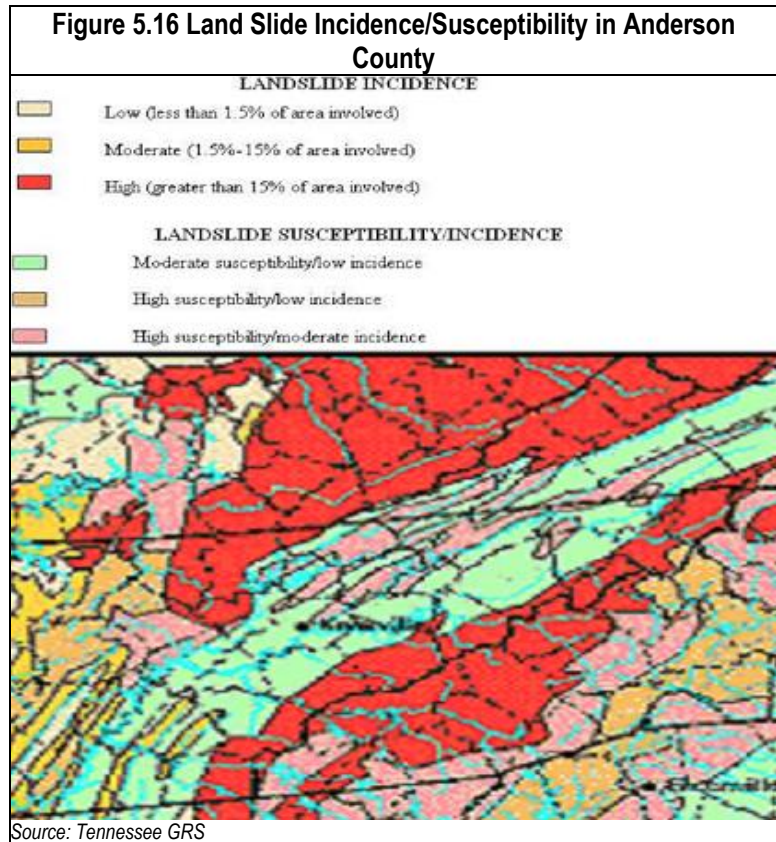 Figure 5.16 Land Slide Incidence/Susceptibility in Anderson
County
LANDSLIDE INCIDENCE
Low (less than 1.5% of area involved)
Moderate (1.5%-15% of area involved)
High (greater than 15% of area involved)
LANDSLIDE SUSCEPTIBILITY/INCIDENCE
Moderate susceptibility/low incidence
High susceptibility/low incidence
High susceptibility/moderate incidence
Source: Tennessee GRS